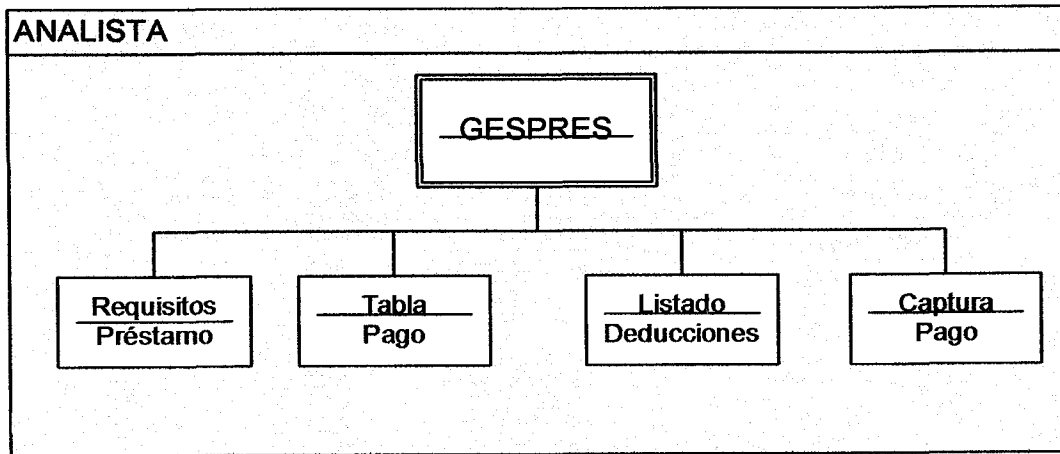 ANALISTA
GESPRES
Requisitos
Préstamo
Tabla
Pago
Listado
Deducciones
Captura
Pago